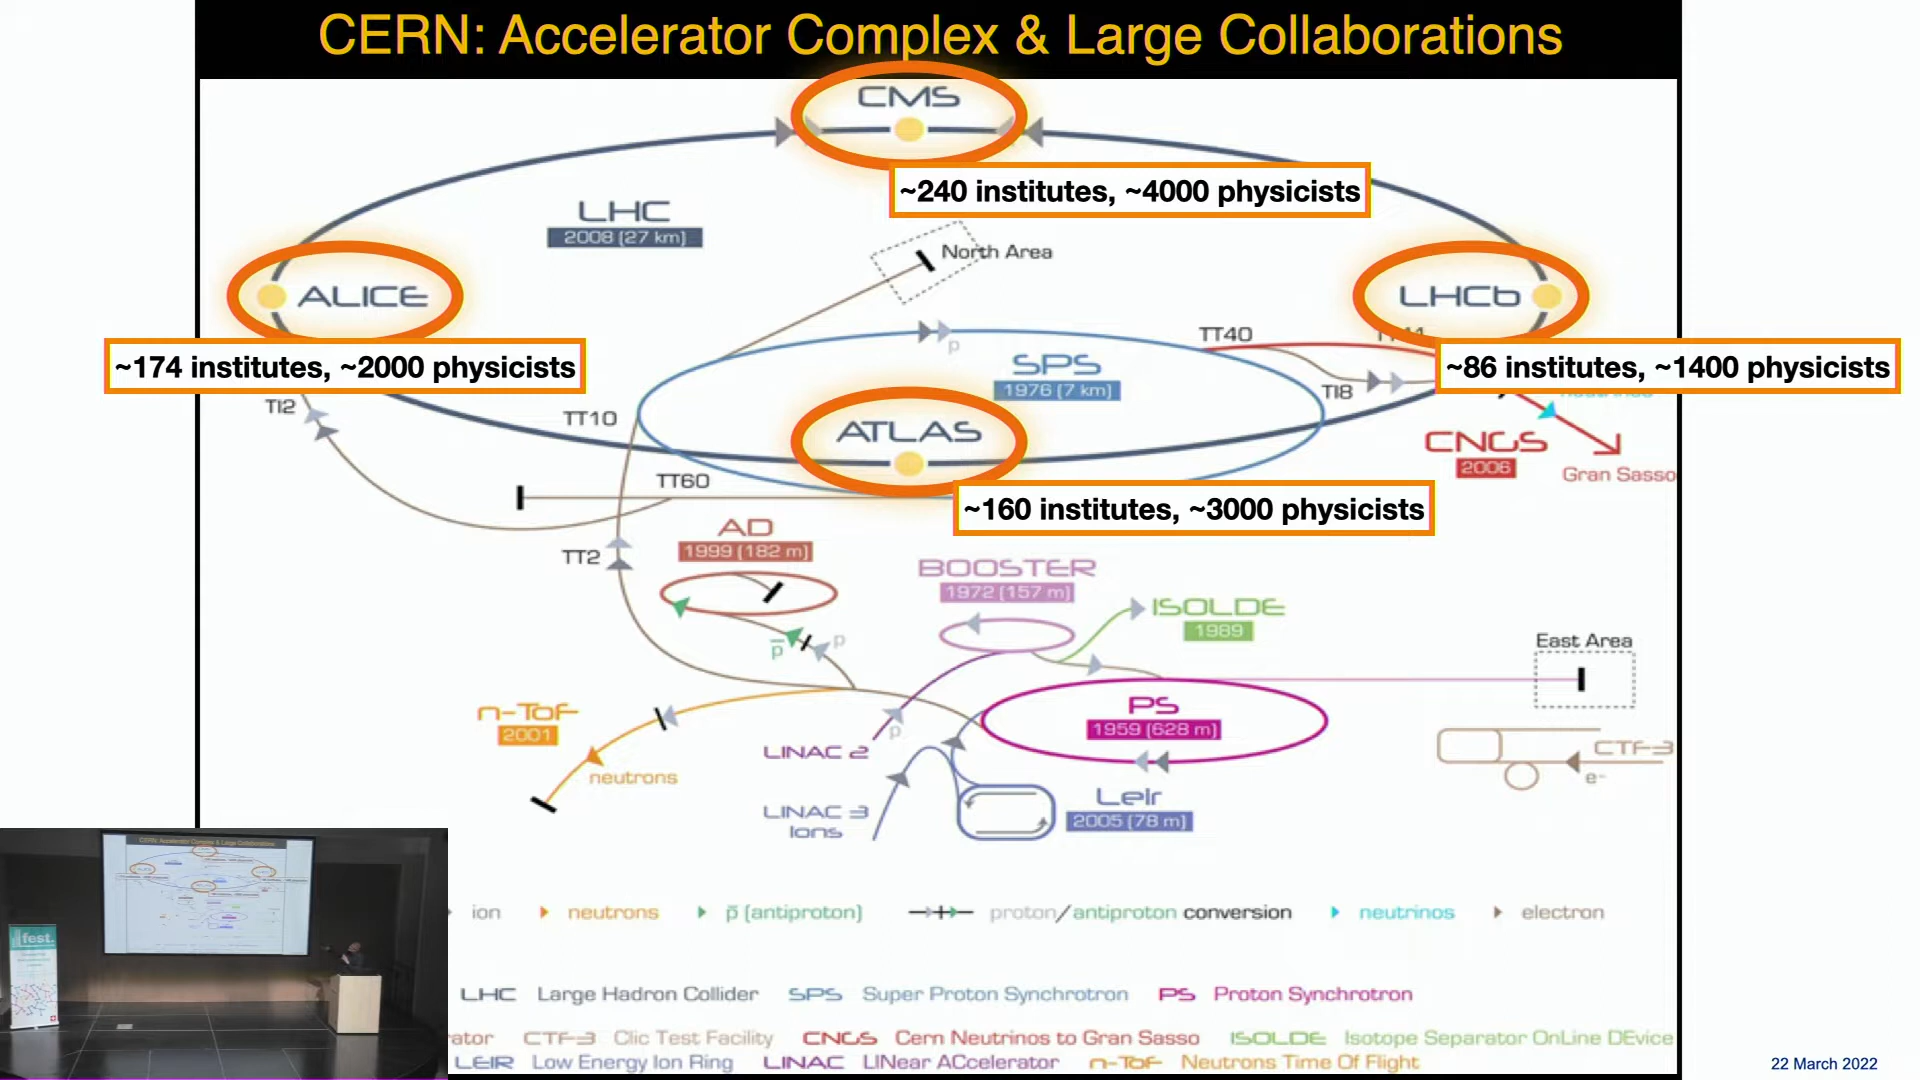 CERN: Accelerator Complex & Large Collaborations
CMS
~240 institutes, ~4000 physicists
LHC
2008 (27 km)
North Area
ALICE
LHCb
~174 institutes, ~2000 physicists
p
TT40
SPS
1976 (7 km)
~86 institutes, ~1400 physicists
TI8
TI2
TT10
ATLAS
CNGS
2006
Gran Sasso
TT60
~160 institutes, ~3000 physicists
AD
1999 (182 m)
TT2
BOOSTER
1972 (157 m)
ISOLDE
1989
p̅
p
East Area
n-ToF
2001
neutrons
LINAC 2
p
PS
1959 (628 m)
CTF-3
e-
LINAC 3
Ions
LeIr
2005 (78 m)
ion
neutrons
p̅ (antiproton)
proton/antiproton conversion
neutrinos
electron
LHC Large Hadron Collider SPS Super Proton Synchrotron PS Proton Synchrotron
CTF-3 Clic Test Facility CNGS Cern Neutrinos to Gran Sasso ISOLDE Isotope Separator OnLine DEvice
LEIR Low Energy Ion Ring LINAC LINear ACcelerator n-ToF Neutrons Time Of Flight
22 March 2022
fest.